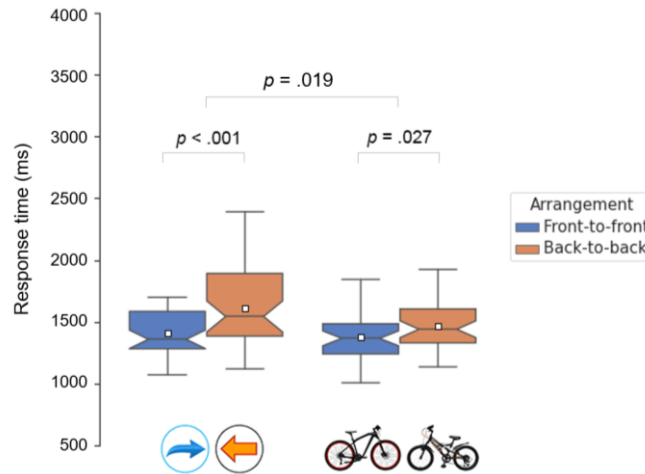 4000
3500
3000
2500
2000
1500
1000
500
Response time (ms)
p = .019
p < .001
p = .027
Arrangement
Front-to-front
Back-to-back